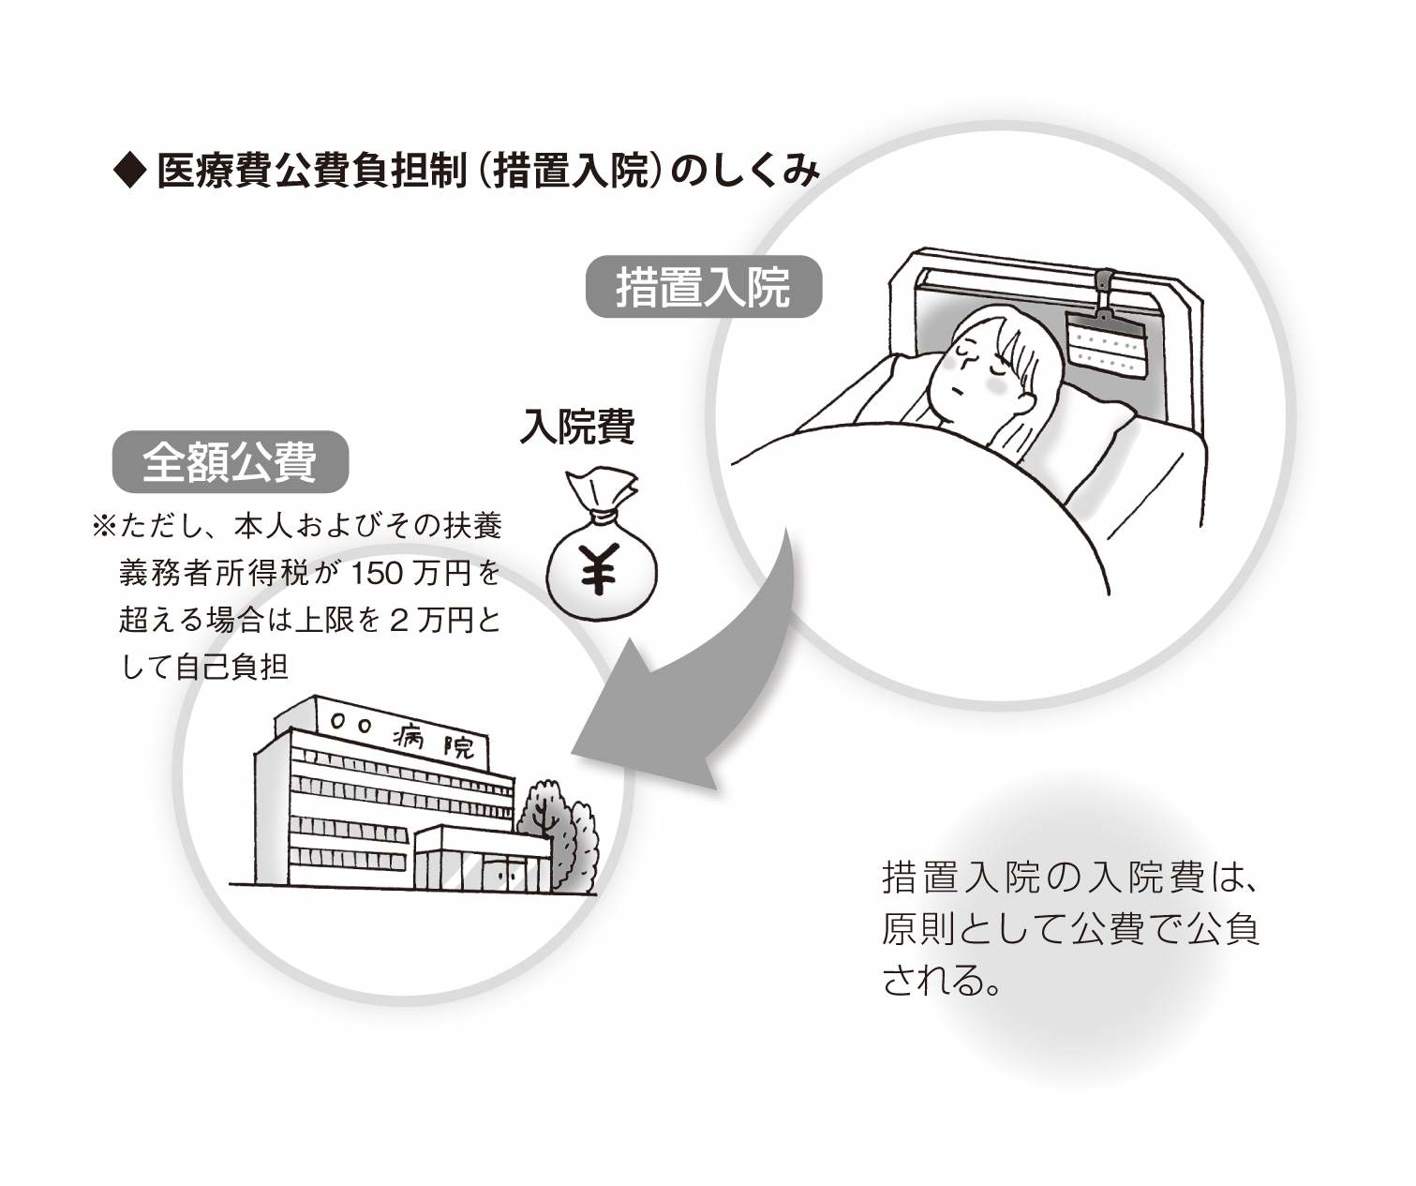 ◆ 医療費公費負担制（措置入院）のしくみ
措置入院
入院費
¥
全額公費
※ただし、本人およびその扶養
義務者所得税が 150 万円を
超える場合は上限を 2 万円と
して自己負担
○○病院
措置入院の入院費は、
原則として公費で公負
される。